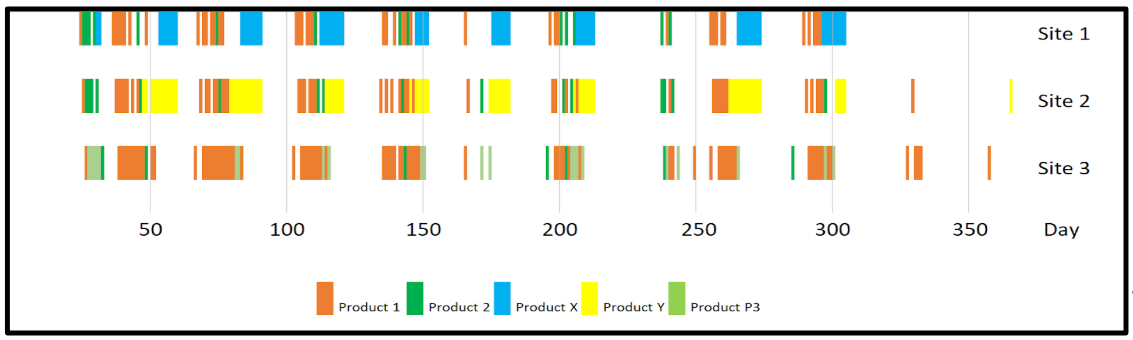 Site 1
Site 2
Site 3
50 100 150 200 250 300 350 Day
Product 1 Product 2 Product X Product Y Product P3